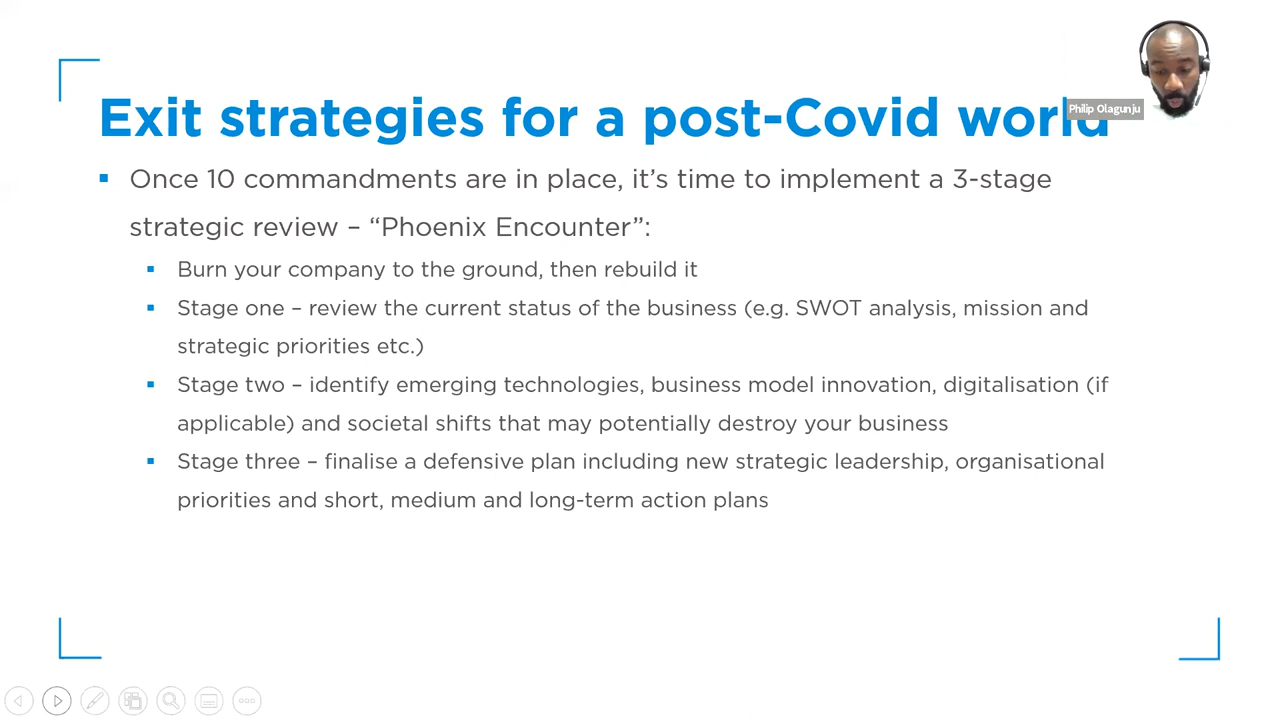 Exit strategies for a post-Covid world
Philip Olagunju
Once 10 commandments are in place, it’s time to implement a 3-stage
strategic review – “Phoenix Encounter”:
Burn your company to the ground, then rebuild it
Stage one – review the current status of the business (e.g. SWOT analysis, mission and
strategic priorities etc.)
Stage two – identify emerging technologies, business model innovation, digitalisation (if
applicable) and societal shifts that may potentially destroy your business
Stage three – finalise a defensive plan including new strategic leadership, organisational
priorities and short, medium and long-term action plans